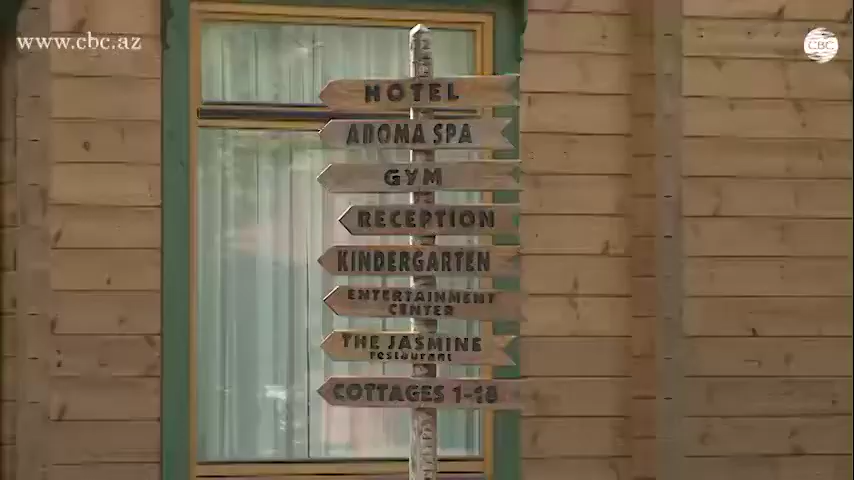 www.cbc.az
CBC
HOTEL
AROMA SPA
GYM
RECEPTION
KINDERGARTEN
ENTERTAINMENT
CENTER
THE JASMINE
restaurant
COTTAGES 1-18